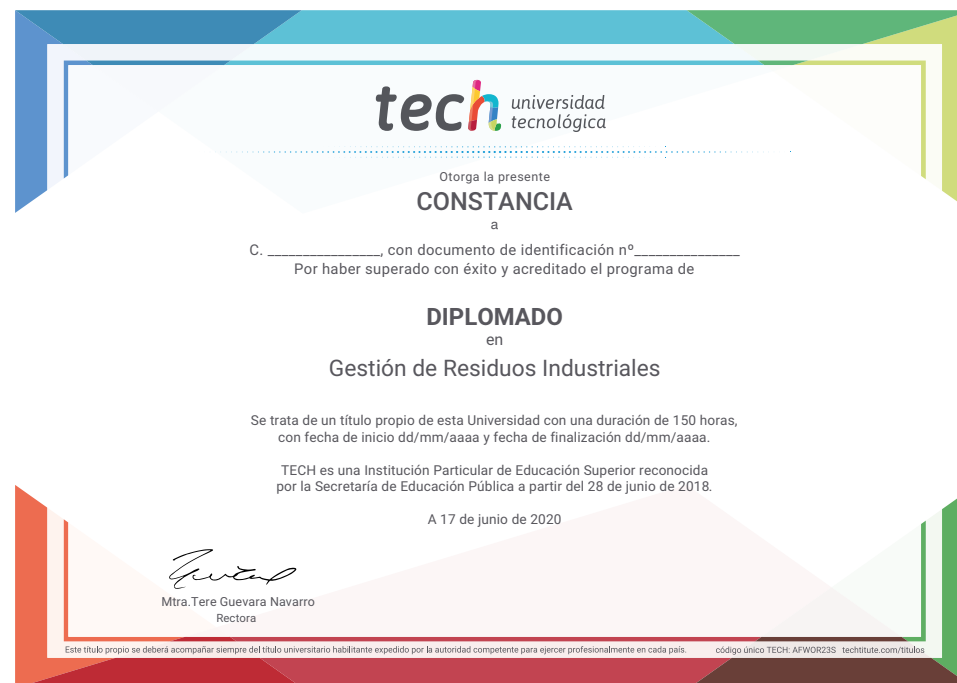 tech universidad
tecnológica
Otorga la presente
CONSTANCIA
a
C. ________________, con documento de identificación nº_______________
Por haber superado con éxito y acreditado el programa de
DIPLOMADO
en
Gestión de Residuos Industriales
Se trata de un título propio de esta Universidad con una duración de 150 horas,
con fecha de inicio dd/mm/aaaa y fecha de finalización dd/mm/aaaa.
TECH es una Institución Particular de Educación Superior reconocida
por la Secretaría de Educación Pública a partir del 28 de junio de 2018.
A 17 de junio de 2020
Mtra.Tere Guevara Navarro
Rectora
Este título propio se deberá acompañar siempre del título universitario habilitante expedido por la autoridad competente para ejercer profesionalmente en cada país. código único TECH: AFWOR23S techtitute.com/titulos